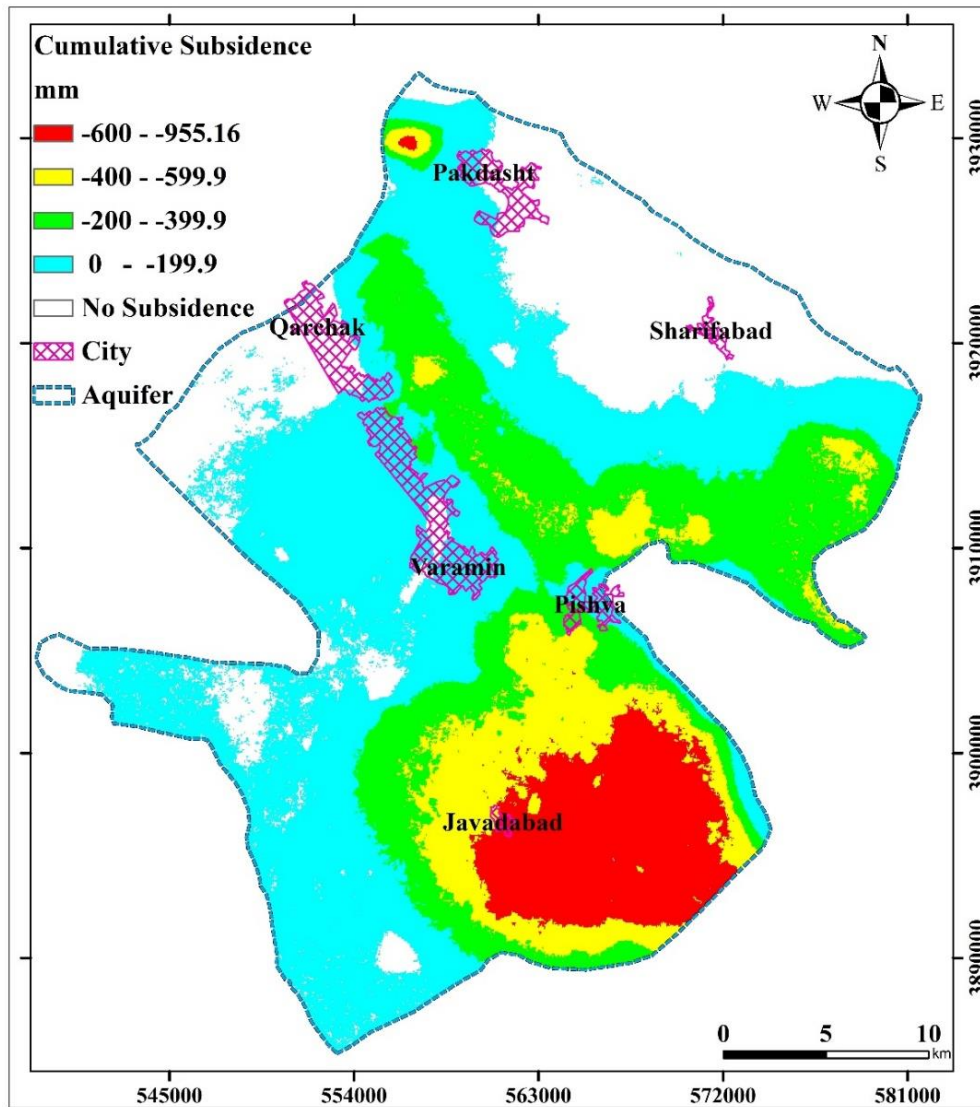 Cumulative Subsidence
mm
-600 - -955.16
-400 - -599.9
-200 - -399.9
0 - -199.9
No Subsidence
City
Aquifer
N
W E
S
Pakdasht
Qarchak
Sharifabad
Varamin
Pishva
Javadabad
3930000
3920000
3910000
3900000
3890000
0 5 10
km
545000 554000 563000 572000 581000